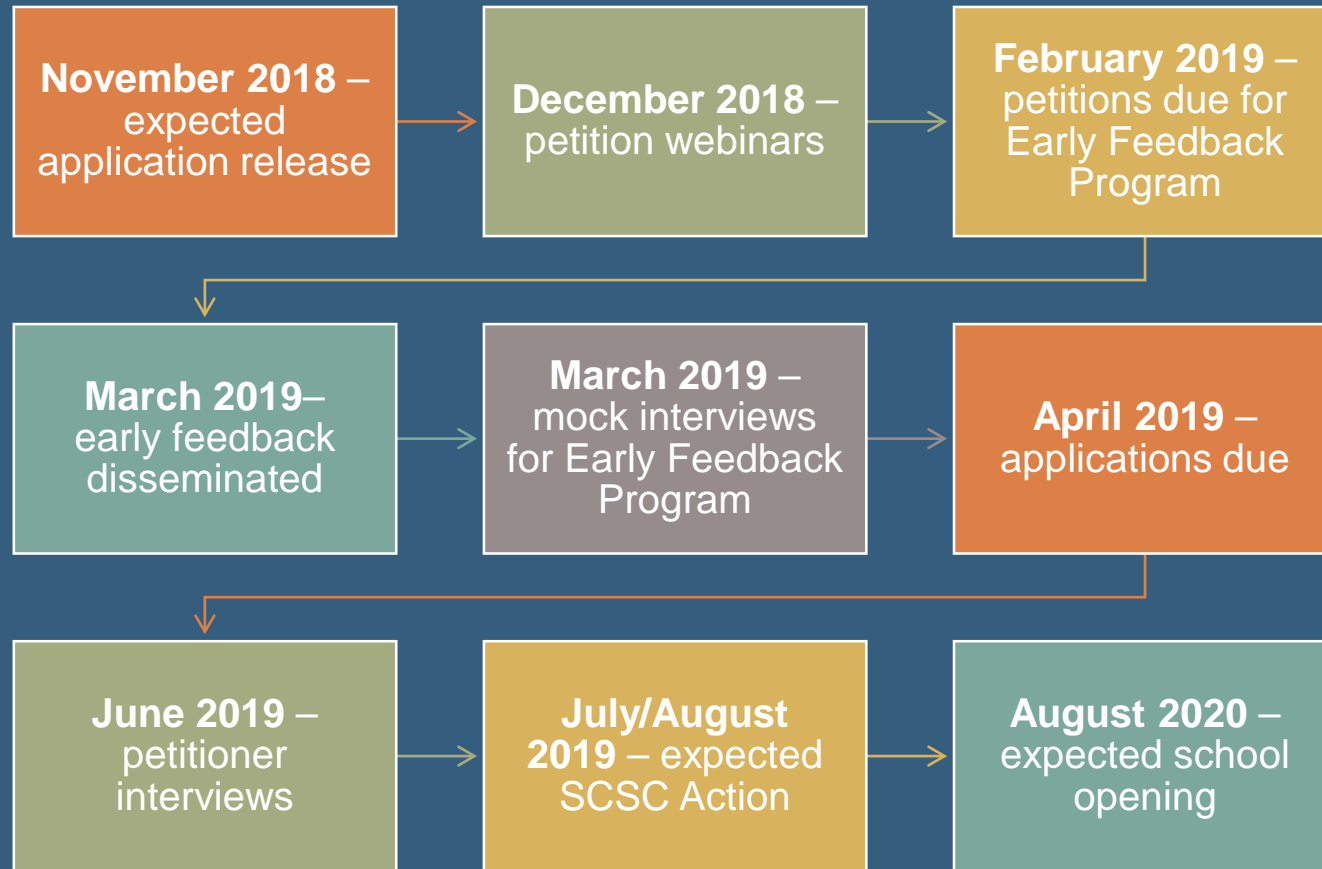 November 2018 –
expected
application release
December 2018 –
petition webinars
February 2019 –
petitions due for
Early Feedback
Program
March 2019–
early feedback
disseminated
March 2019 –
mock interviews
for Early Feedback
Program
April 2019 –
applications due
June 2019 –
petitioner
interviews
July/August
2019 – expected
SCSC Action
August 2020 –
expected school
opening